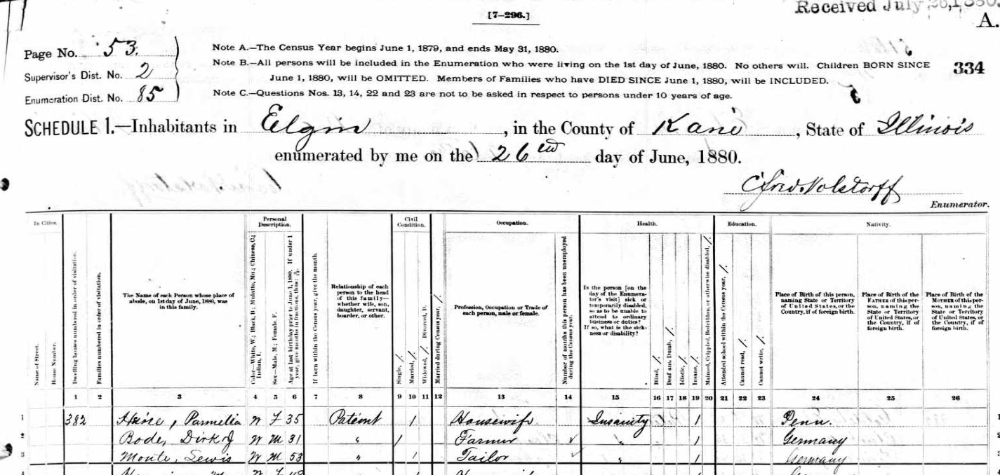 [7-296.]
Received July 26, 1880.
A.
Page No. 53.
Supervisor's Dist. No. 2
Enumeration Dist. No. 85
Note A.—The Census Year begins June 1, 1879, and ends May 31, 1880.
Note B.—All persons will be included in the Enumeration who were living on the 1st day of June, 1880. No others will. Children BORN SINCE
June 1, 1880, will be OMITTED. Members of Families who have DIED SINCE June 1, 1880, will be INCLUDED.
Note C.—Questions Nos. 13, 14, 22 and 23 are not to be asked in respect to persons under 10 years of age.
334
SCHEDULE 1.—Inhabitants in Elgin, in the County of Kane, State of Illinois
enumerated by me on the 26 day of June, 1880.
Volstorff
Enumerator.
In Cities.
Name of Street.
House Number.
Dwelling houses numbered in order of visitation.
Families numbered in order of visitation.
The Name of each Person whose place of abode, on 1st day of June, 1880, was in this family.
Personal Description.
Color—White, W.; Black, B.; Mulatto, Mu.; Chinese, C.; Indian, I.
Sex—Male, M.; Female, F.
Age at last birthday prior to June 1, 1880. If under 1 year, give months in fractions, thus:
If born within the Census year, give the month.
Relationship of each person to the head of this family—whether wife, son, daughter, servant, boarder, or other.
Civil Condition.
Single, /.
Married, /.
Widowed, /. Divorced, D.
Married during Census year, /.
Occupation.
Profession, Occupation or Trade of each person, male or female.
Number of months this person has been unemployed during the Census year.
Health.
Is the person [on the day of the Enumerator's visit] sick or temporarily disabled, so as to be unable to attend to ordinary business or duties? If so, what is the sickness or disability?
Blind, /.
Deaf and Dumb, /.
Idiotic, /.
Insane, /.
Maimed, Crippled, Bedridden, or otherwise disabled, /.
Education.
Attended school within the Census year, /.
Cannot read, /.
Cannot write, /.
Nativity.
Place of Birth of this person, naming State or Territory of United States, or the Country, if of foreign birth.
Place of Birth of the FATHER of this person, naming the State or Territory of United States, or the Country, if of foreign birth.
Place of Birth of the MOTHER of this person, naming the State or Territory of United States, or the Country, if of foreign birth.
1 2 3 4 5 6 7 8 9 10 11 12 13 14 15 16 17 18 19 20 21 22 23 24 25 26
1 382 Parmelia W F 35 Patient / Housewife Insanity / Penn. 1
2 Bode, Dirk J W M 31 " / Farmer " / Germany 2
3 Monte, Lewis W M 53 " / Tailor " / Germany 3
4